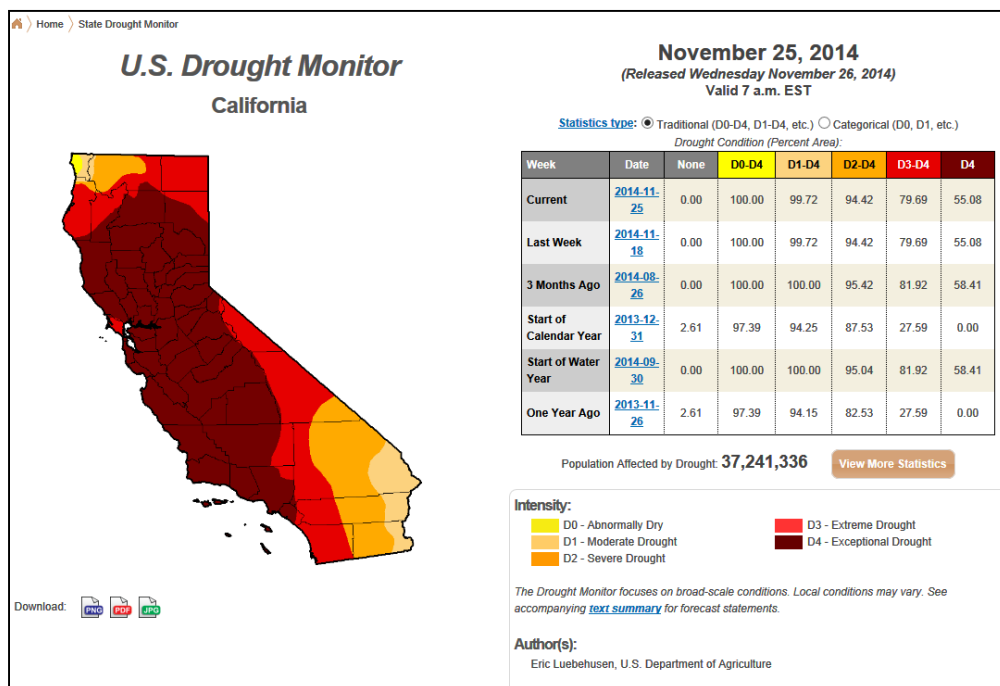 Home State Drought Monitor
U.S. Drought Monitor
California
November 25, 2014
(Released Wednesday November 26, 2014)
Valid 7 a.m. EST
Statistics type: Traditional (D0-D4, D1-D4, etc.) Categorical (D0, D1, etc.)
Drought Condition (Percent Area):
Week Date None D0-D4 D1-D4 D2-D4 D3-D4 D4
Current 2014-11-25 0.00 100.00 99.72 94.42 79.69 55.08
Last Week 2014-11-18 0.00 100.00 99.72 94.42 79.69 55.08
3 Months Ago 2014-08-26 0.00 100.00 100.00 95.42 81.92 58.41
Start of Calendar Year 2013-12-31 2.61 97.39 94.25 87.53 27.59 0.00
Start of Water Year 2014-09-30 0.00 100.00 100.00 95.04 81.92 58.41
One Year Ago 2013-11-26 2.61 97.39 94.15 82.53 27.59 0.00
Population Affected by Drought: 37,241,336 View More Statistics
Intensity:
D0 - Abnormally Dry
D1 - Moderate Drought
D2 - Severe Drought
D3 - Extreme Drought
D4 - Exceptional Drought
The Drought Monitor focuses on broad-scale conditions. Local conditions may vary. See
accompanying text summary for forecast statements.
Author(s):
Eric Luebehusen, U.S. Department of Agriculture
Download: PNG PDF JPG